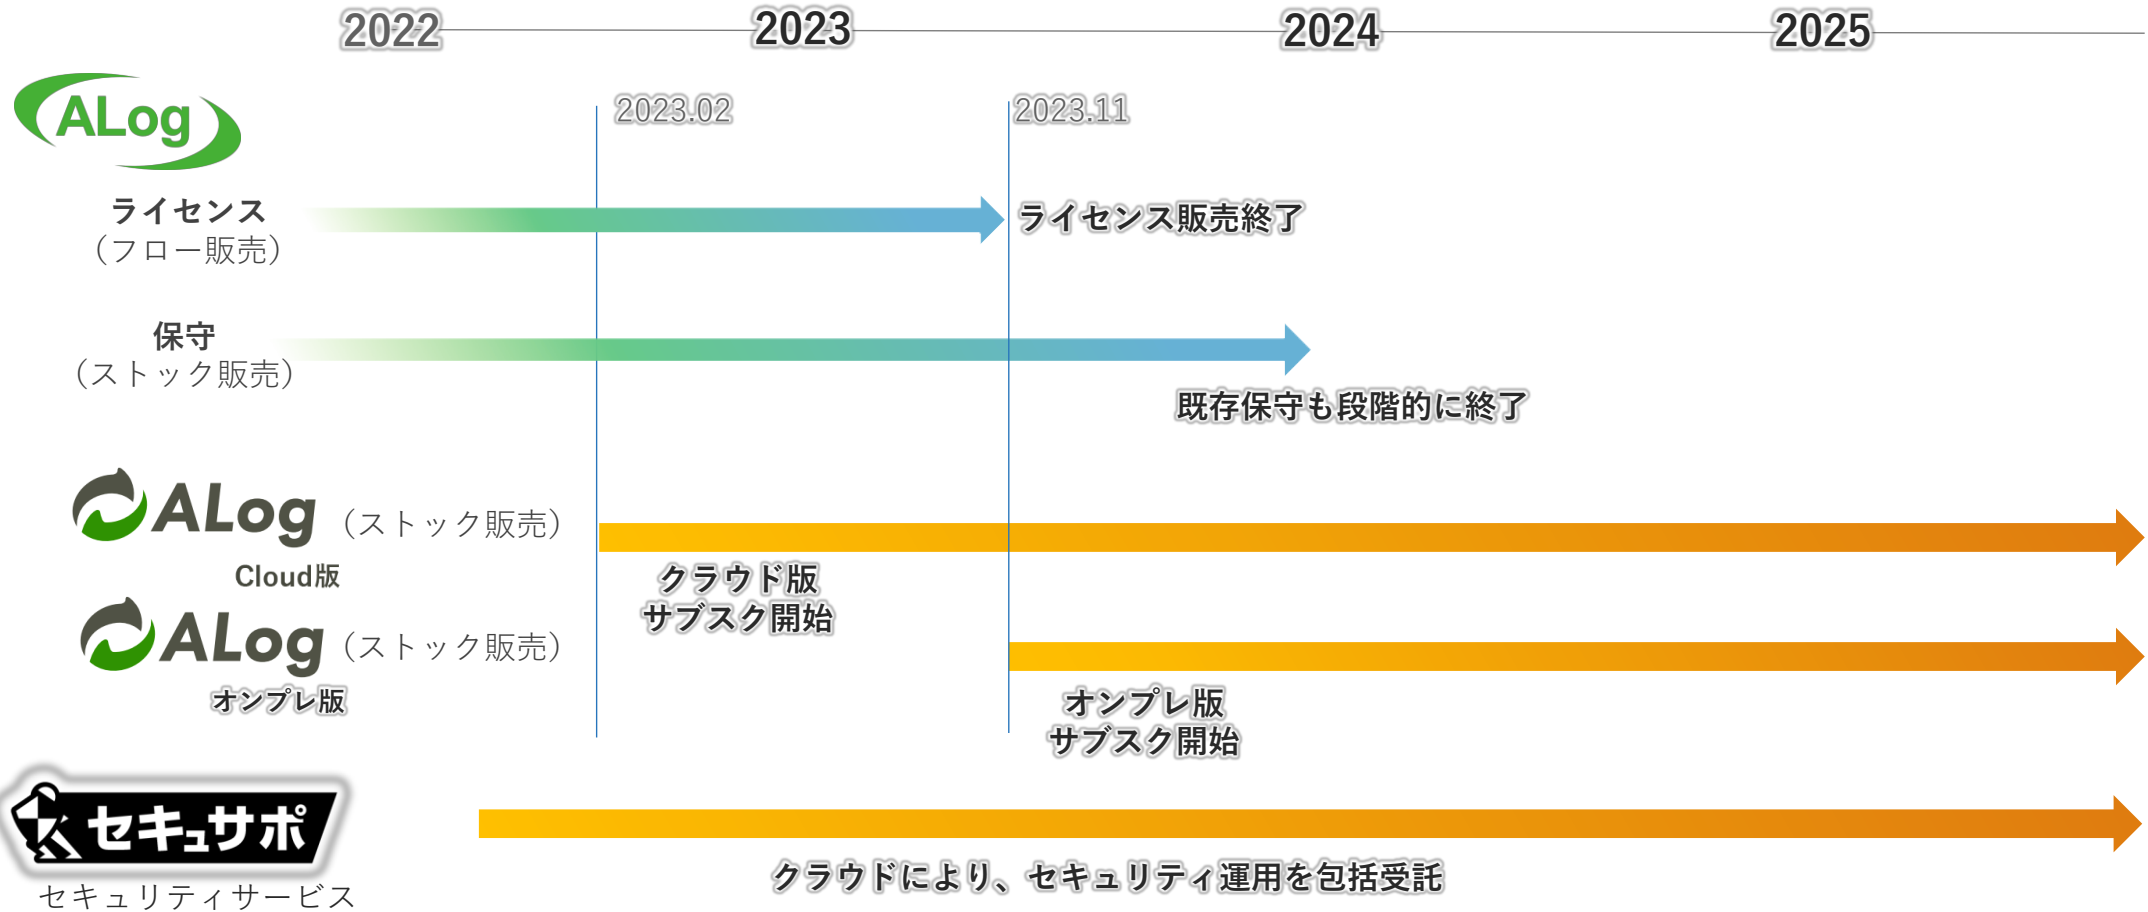 2022
2023
2024
2025
2023.02
2023.11
ALog
ライセンス
（フロー販売）
ライセンス販売終了
保守
（ストック販売）
既存保守も段階的に終了
ALog（ストック販売）
Cloud版
クラウド版
サブスク開始
ALog（ストック販売）
オンプレ版
オンプレ版
サブスク開始
セキュサポ
セキュリティサービス
クラウドにより、セキュリティ運用を包括受託